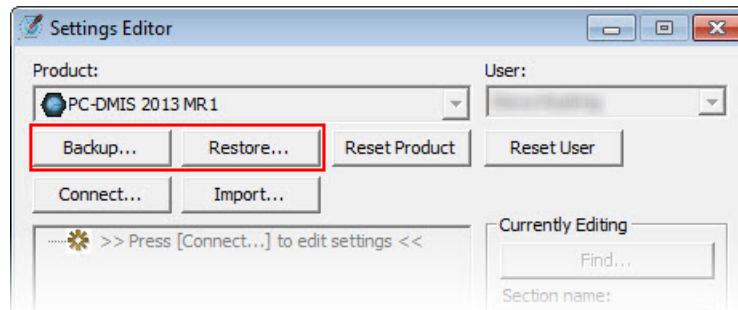 Settings Editor
Product:
User:
PC-DMIS 2013 MR1
Backup...
Restore...
Reset Product
Reset User
Connect...
Import...
>> Press [Connect...] to edit settings <<
Currently Editing
Find...
Section name: